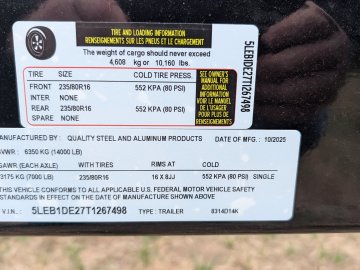 TIRE AND LOADING INFORMATION
RENSEIGNEMENTS SUR LES PNEUS ET LE CHARGEMENT
The weight of cargo should never exceed
4,608 kg or 10,160 lbs.
TIRE SIZE COLD TIRE PRESS.
FRONT 235/80R16 552 KPA (80 PSI)
INTER NONE
REAR 235/80R16 552 KPA (80 PSI)
SPARE NONE
SEE OWNER'S
MANUAL FOR
ADDITIONAL
INFORMATION
VOIR LE MANUEL
DE L'USAGER
POUR PLUS DE
RENSEIGNEMENTS
5LEB1DE27T1267498
MANUFACTURED BY: QUALITY STEEL AND ALUMINUM PRODUCTS DATE OF MFR.: 10/2025
GVWR: 6350 KG (14000 LB)
GAWR (EACH AXLE) WITH TIRES RIMS COLD INFL. PRESS.
3175 KG (7000 LB) 235/80R16 16 X 8JJ 552 KPA (80 PSI) SINGLE
THIS VEHICLE CONFORMS TO ALL APPLICABLE U.S. FEDERAL MOTOR VEHICLE SAFETY
STANDARDS IN EFFECT ON THE DATE OF MANUFACTURE SHOWN ABOVE.
V.I.N.: 5LEB1DE27T1267498 TYPE: TRAILER 8314D14K